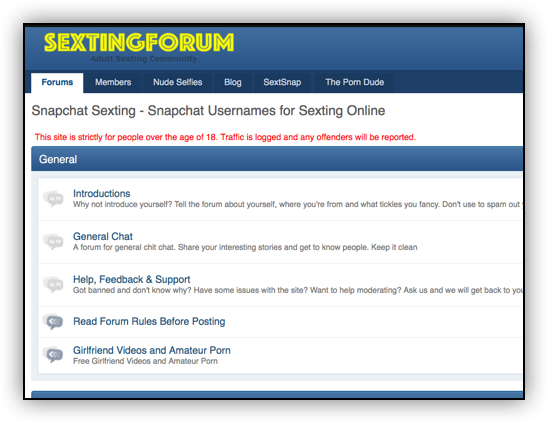 SEXTINGFORUM
Adult Sexting Community
Forums Members Nude Selfies Blog SextSnap The Porn Dude
Snapchat Sexting - Snapchat Usernames for Sexting Online
This site is strictly for people over the age of 18. Traffic is logged and any offenders will be reported.
General
Introductions
Why not introduce yourself? Tell the forum about yourself, where you're from and what tickles you fancy. Don't use to spam out
General Chat
A forum for general chit chat. Share your interesting stories and get to know people. Keep it clean
Help, Feedback & Support
Got banned and don't know why? Have some issues with the site? Want to help moderating? Ask us and we will get back to you
Read Forum Rules Before Posting
Girlfriend Videos and Amateur Porn
Free Girlfriend Videos and Amateur Porn